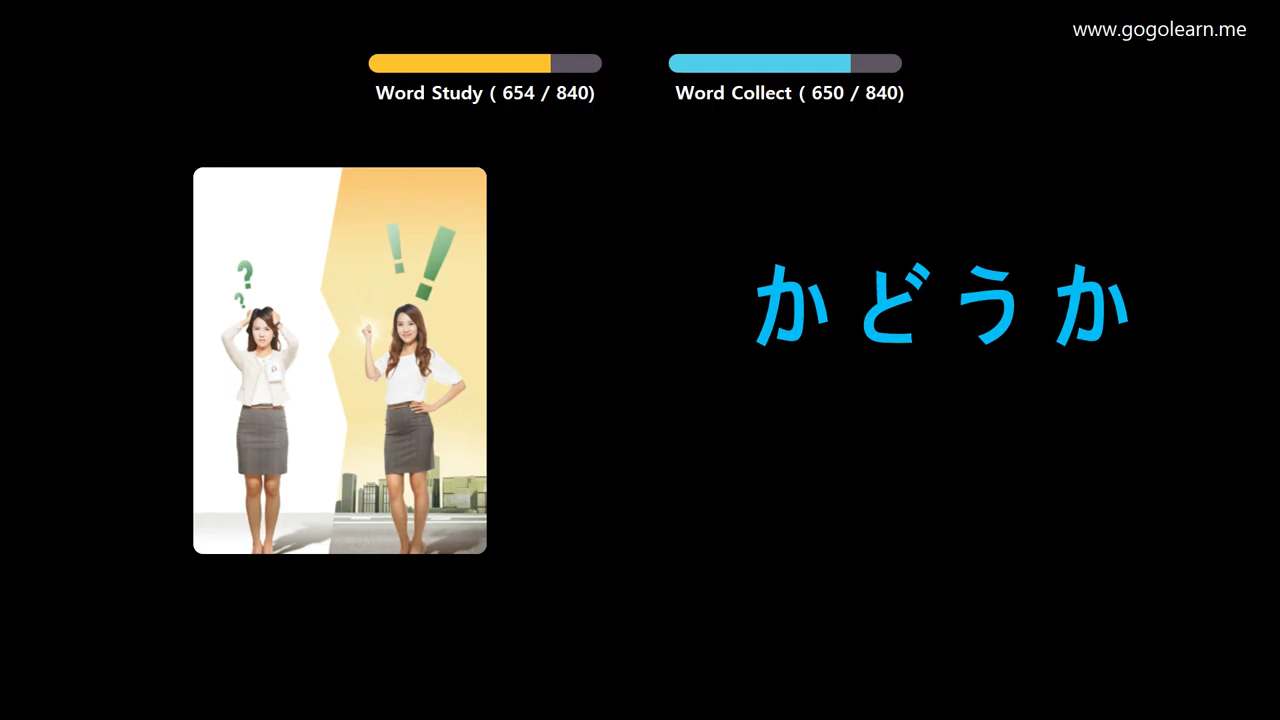 www.gogolearn.me
Word Study ( 654 / 840)
Word Collect ( 650 / 840)
? ?
! !
かどうか